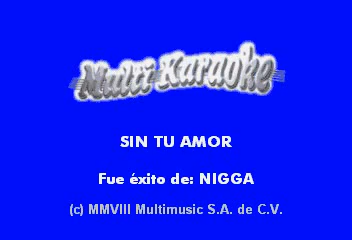 Multi Karaoke
SIN TU AMOR
Fue éxito de: NIGGA
(c) MMVIII Multimusic S.A. de C.V.